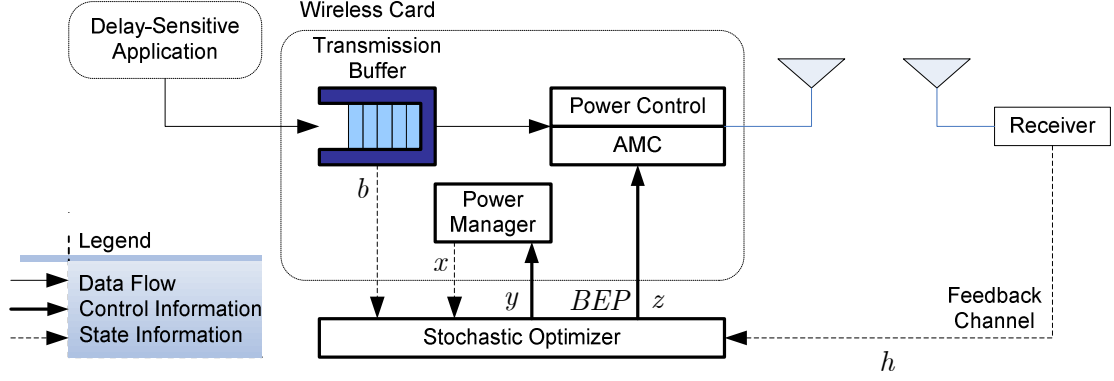 Wireless Card
Delay-Sensitive
Application
Transmission
Buffer
Power Control
AMC
Receiver
b
Power
Manager
Legend
x
Data Flow
y
BEP
z
Feedback
Channel
Control Information
State Information
Stochastic Optimizer
h